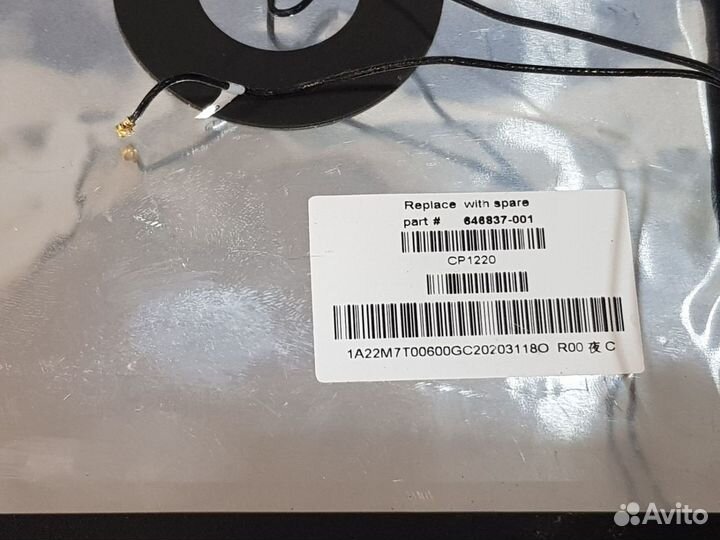 Replace with spare
part # 646837-001
CP1220
1A22M7T00600GC20203118O R00 夜 C
Avito